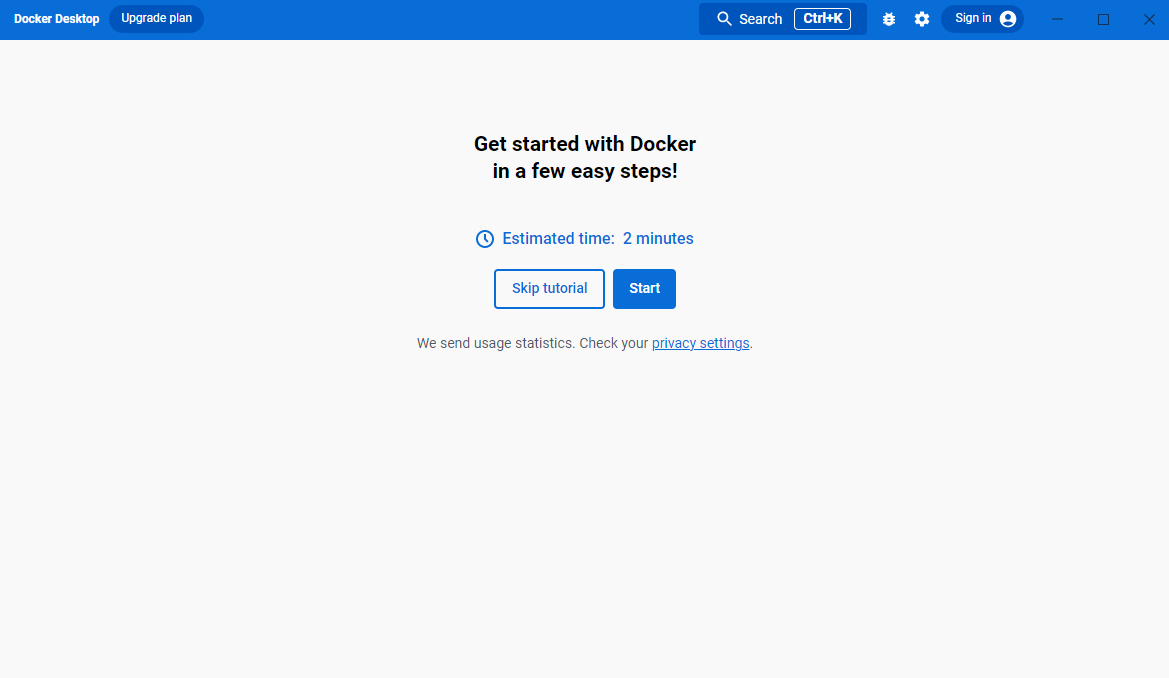 Docker Desktop
Upgrade plan
Search
Ctrl+K
Sign in
Get started with Docker
in a few easy steps!
Estimated time: 2 minutes
Skip tutorial
Start
We send usage statistics. Check your privacy settings.